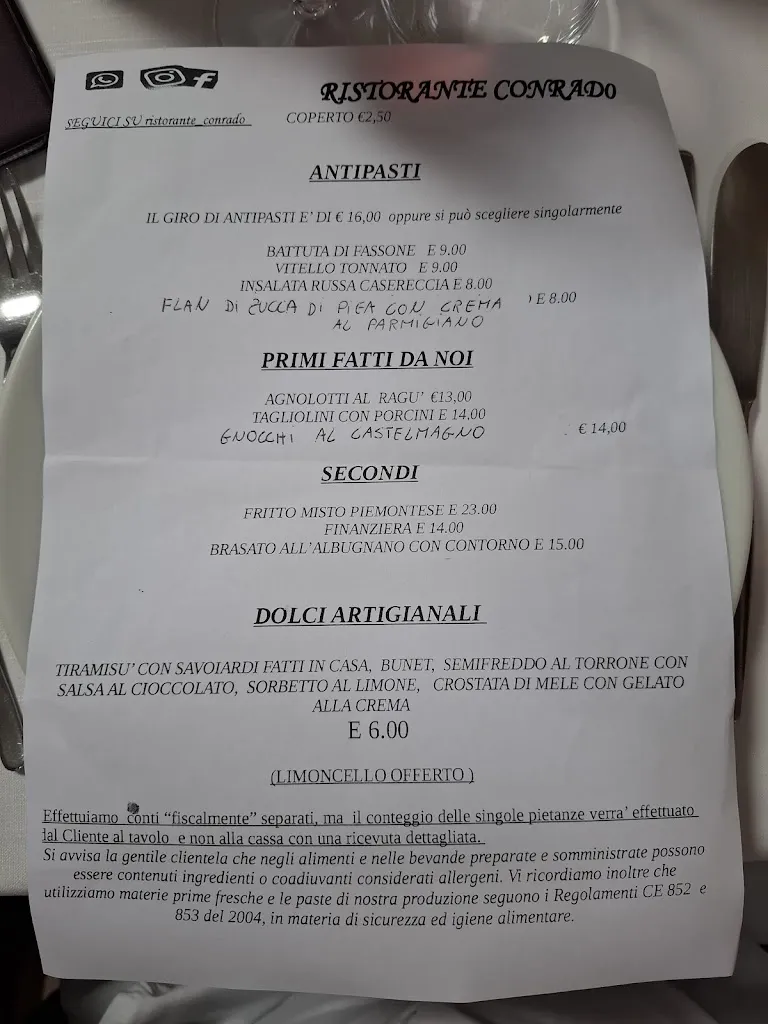 RISTORANTE CONRADO
SEGUICI SU ristorante_conrado COPERTO €2,50
ANTIPASTI
IL GIRO DI ANTIPASTI E' DI € 16,00 oppure si può scegliere singolarmente
BATTUTA DI FASSONE E 9.00
VITELLO TONNATO E 9.00
INSALATA RUSSA CASERECCIA E 8.00
FLAN DI ZUCCA DI PIEA CON CREMA ) E 8.00
AL PARMIGIANO
PRIMI FATTI DA NOI
AGNOLOTTI AL RAGU' €13,00
TAGLIOLINI CON PORCINI E 14.00
GNOCCHI AL CASTELMAGNO € 14,00
SECONDI
FRITTO MISTO PIEMONTESE E 23.00
FINANZIERA E 14.00
BRASATO ALL'ALBUGNANO CON CONTORNO E 15.00
DOLCI ARTIGIANALI
TIRAMISU' CON SAVOIARDI FATTI IN CASA, BUNET, SEMIFREDDO AL TORRONE CON
SALSA AL CIOCCOLATO, SORBETTO AL LIMONE, CROSTATA DI MELE CON GELATO
ALLA CREMA
E 6.00
(LIMONCELLO OFFERTO )
Effettuiamo conti “fiscalmente” separati, ma il conteggio delle singole pietanze verra' effettuato
dal Cliente al tavolo e non alla cassa con una ricevuta dettagliata.
Si avvisa la gentile clientela che negli alimenti e nelle bevande preparate e somministrate possono
essere contenuti ingredienti o coadiuvanti considerati allergeni. Vi ricordiamo inoltre che
utilizziamo materie prime fresche e le paste di nostra produzione seguono i Regolamenti CE 852 e
853 del 2004, in materia di sicurezza ed igiene alimentare.